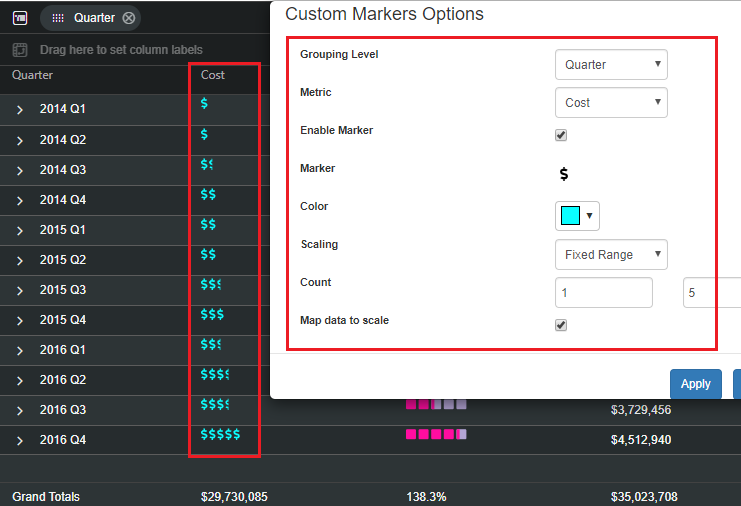 Quarter
Custom Markers Options
Drag here to set column labels
Quarter Cost
Grouping Level Quarter
Metric Cost
Enable Marker
Marker $
Color
Scaling Fixed Range
Count 1 5
Map data to scale
Apply
2014 Q1 $
2014 Q2 $
2014 Q3 $$
2014 Q4 $$
2015 Q1 $$
2015 Q2 $$
2015 Q3 $$$
2015 Q4 $$$
2016 Q1 $$$
2016 Q2 $$$$
2016 Q3 $$$$ $3,729,456
2016 Q4 $$$$$ $4,512,940
Grand Totals $29,730,085 138.3% $35,023,708